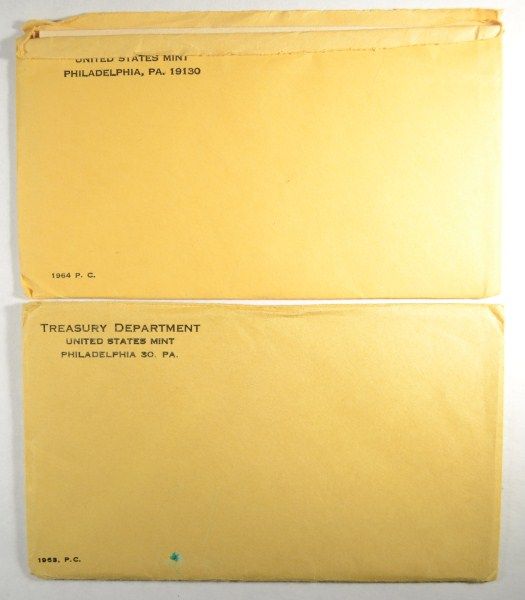 UNITED STATES MINT
PHILADELPHIA, PA. 19130
1964 P. C.
TREASURY DEPARTMENT
UNITED STATES MINT
PHILADELPHIA 30, PA.
1963, P.C.